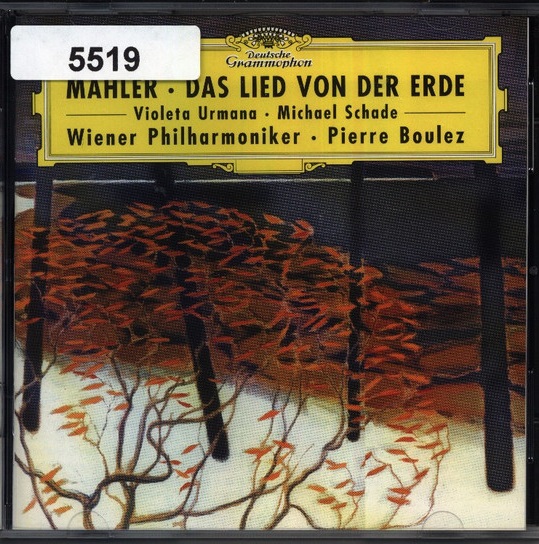 5519
Deutsche
Grammophon
MAHLER · DAS LIED VON DER ERDE
Violeta Urmana · Michael Schade
Wiener Philharmoniker · Pierre Boulez